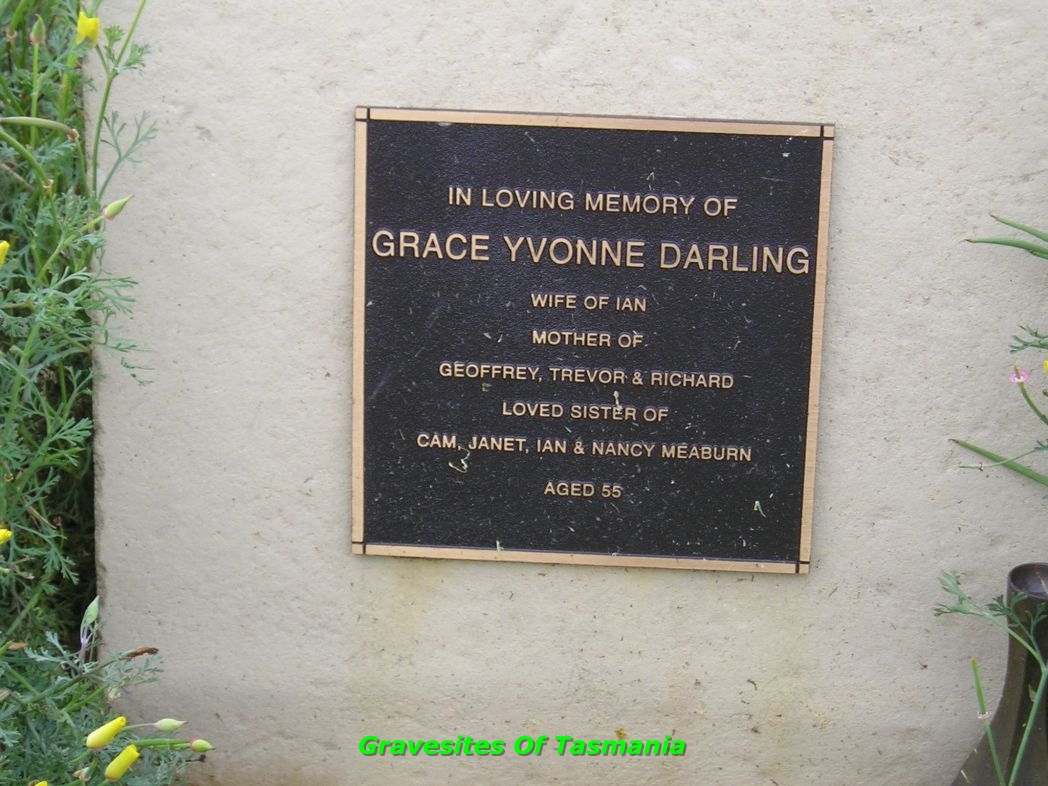 IN LOVING MEMORY OF
GRACE YVONNE DARLING
WIFE OF IAN
MOTHER OF
GEOFFREY, TREVOR & RICHARD
LOVED SISTER OF
CAM, JANET, IAN & NANCY MEABURN
AGED 55
Gravesites Of Tasmania